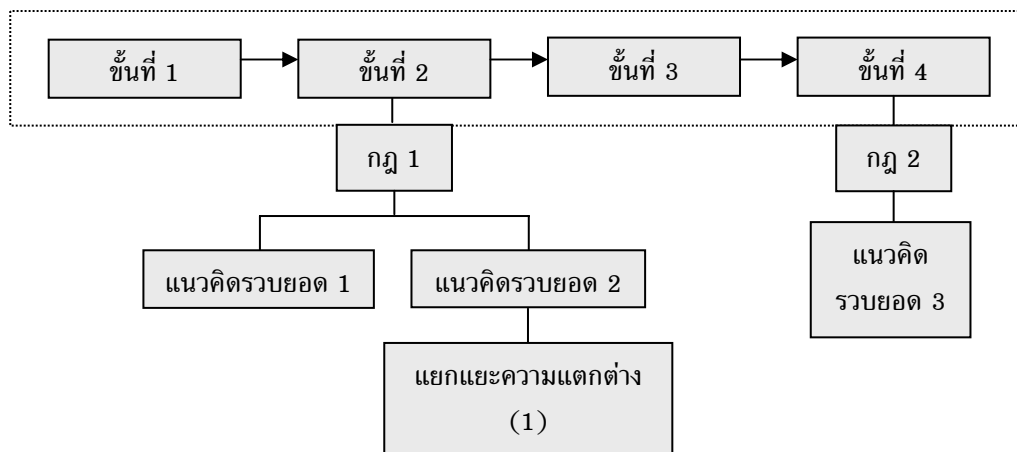 ขั้นที่ 1
ขั้นที่ 2
ขั้นที่ 3
ขั้นที่ 4
กฎ 1
กฎ 2
แนวคิดรวบยอด 1
แนวคิดรวบยอด 2
แนวคิด
รวบยอด 3
แยกแยะความแตกต่าง
(1)